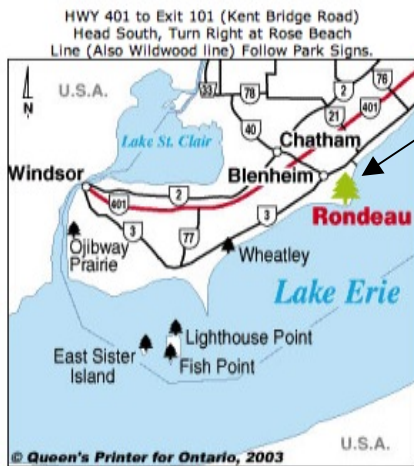 HWY 401 to Exit 101 (Kent Bridge Road)
Head South, Turn Right at Rose Beach
Line (Also Wildwood line) Follow Park Signs.
N
U.S.A.
33
78
2
76
401
21
40
Lake St. Clair
Chatham
Windsor
Blenheim
2
401
3
3
77
Rondeau
Ojibway
Prairie
Wheatley
Lake Erie
Lighthouse Point
East Sister
Island
Fish Point
U.S.A.
© Queen's Printer for Ontario, 2003